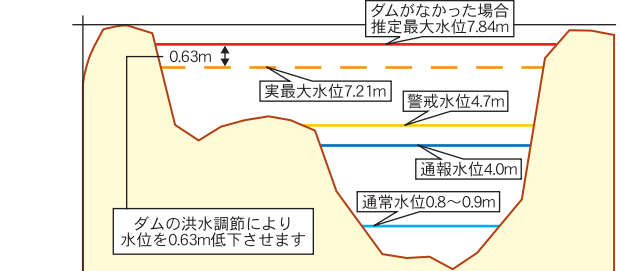 ダムがなかった場合
推定最大水位7.84m
0.63m
実最大水位7.21m
警戒水位4.7m
通報水位4.0m
通常水位0.8～0.9m
ダムの洪水調節により
水位を0.63m低下させます